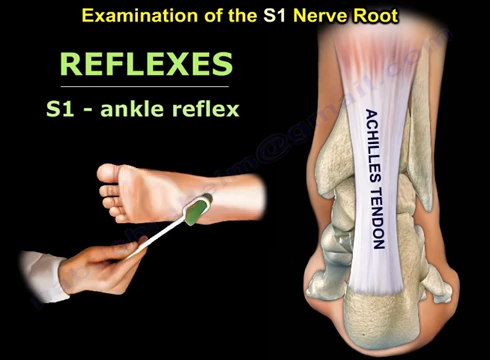 Examination of the S1 Nerve Root
REFLEXES
S1 - ankle reflex
ACHILLES TENDON